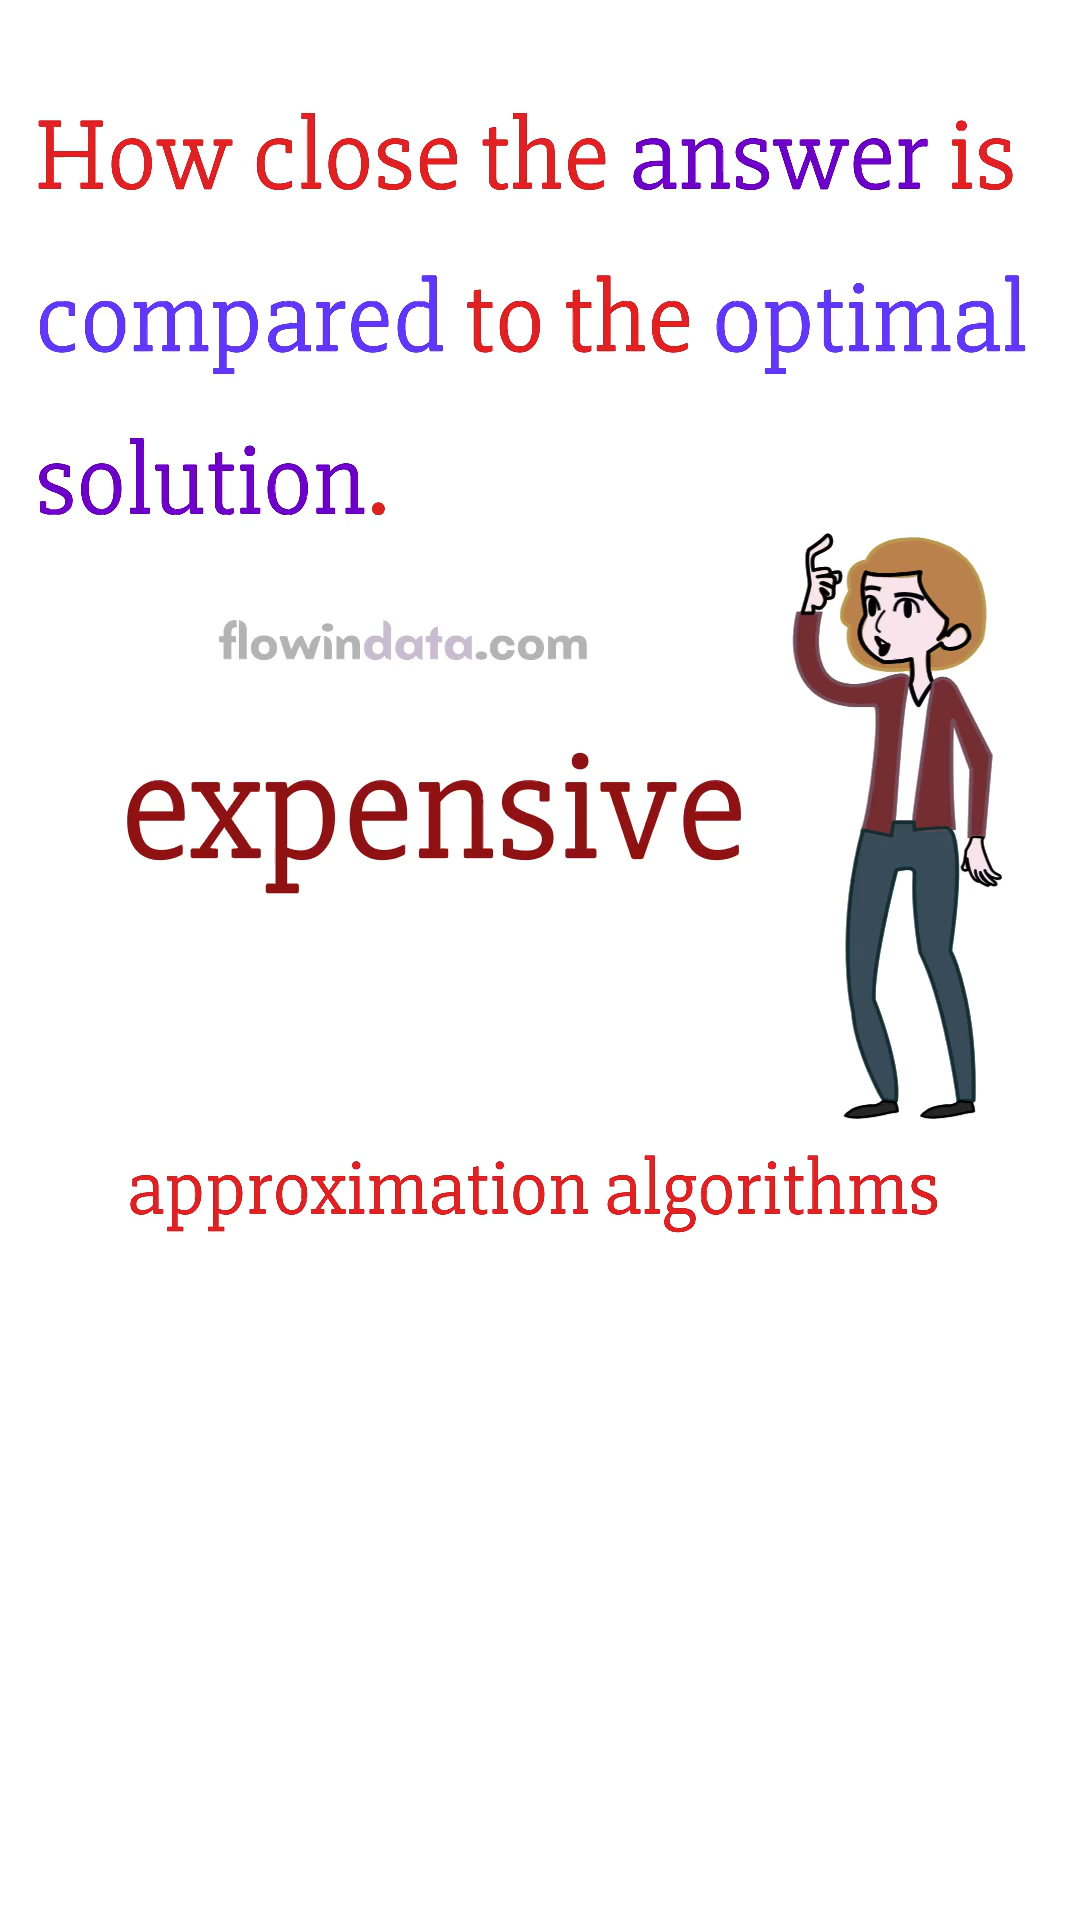 How close the answer is
compared to the optimal
solution.
flowindata.com
expensive
approximation algorithms